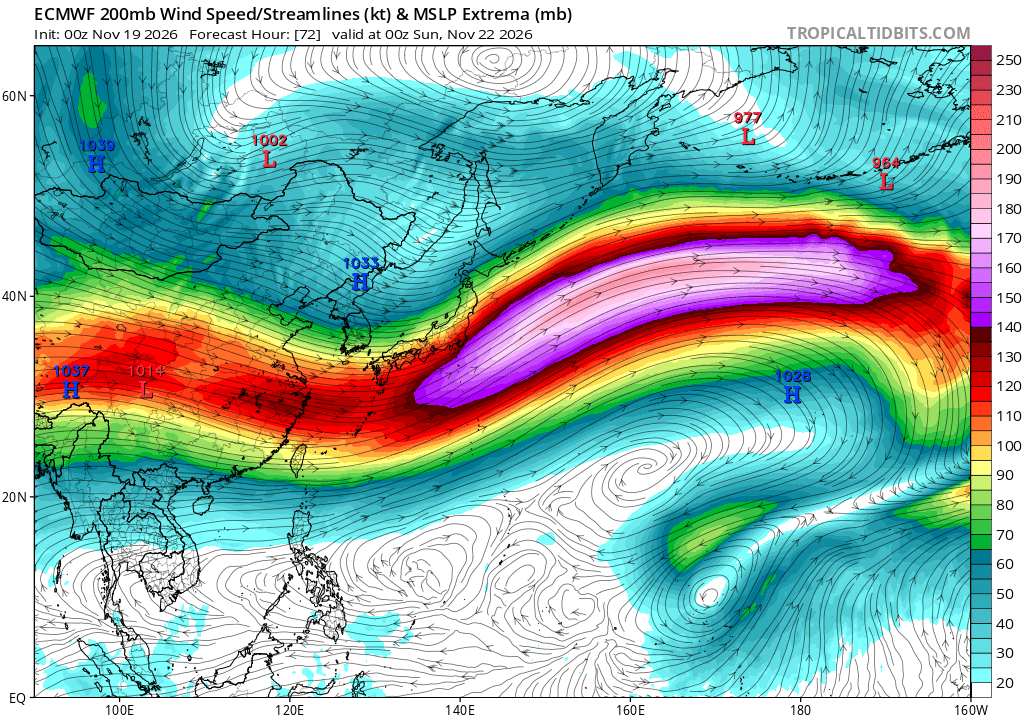 ECMWF 200mb Wind Speed/Streamlines (kt) & MSLP Extrema (mb)
Init: 00z Nov 19 2026   Forecast Hour: [72]   valid at 00z Sun, Nov 22 2026
TROPICALTIDBITS.COM
60N
40N
20N
EQ
1039
H
1002
L
977
L
964
L
1033
H
1037
H
1014
L
1028
H
250
230
210
200
190
180
170
160
150
140
130
120
110
100
90
80
70
60
50
40
30
20
100E
120E
140E
160E
180
160W